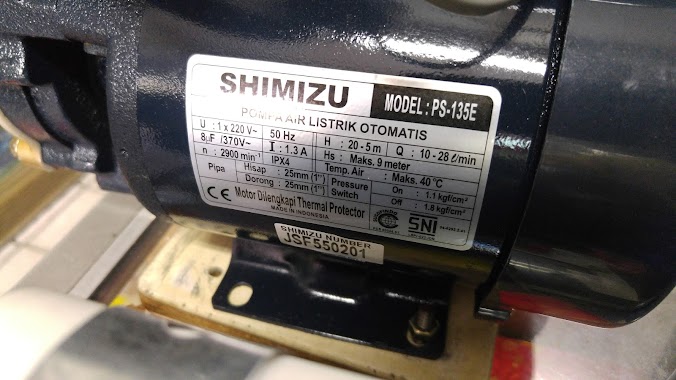 SHIMIZU
MODEL : PS-135E
POMPA AIR LISTRIK OTOMATIS
U : 1 x 220 V~ 50 Hz H : 20 - 5 m Q : 10 - 28 ℓ/min
8μF /370V~ I : 1.3 A Hs : Maks. 9 meter
n : 2900 min-1 IPX4 Temp. Air : Maks. 40°C
Pipa Hisap : 25mm (1") Pressure Switch On : 1.1 kgf/cm²
Dorong : 25mm (1") Off : 1.8 kgf/cm²
CE Motor Dilengkapi Thermal Protector
MADE IN INDONESIA
SNI
SHIMIZU NUMBER
JSF550201